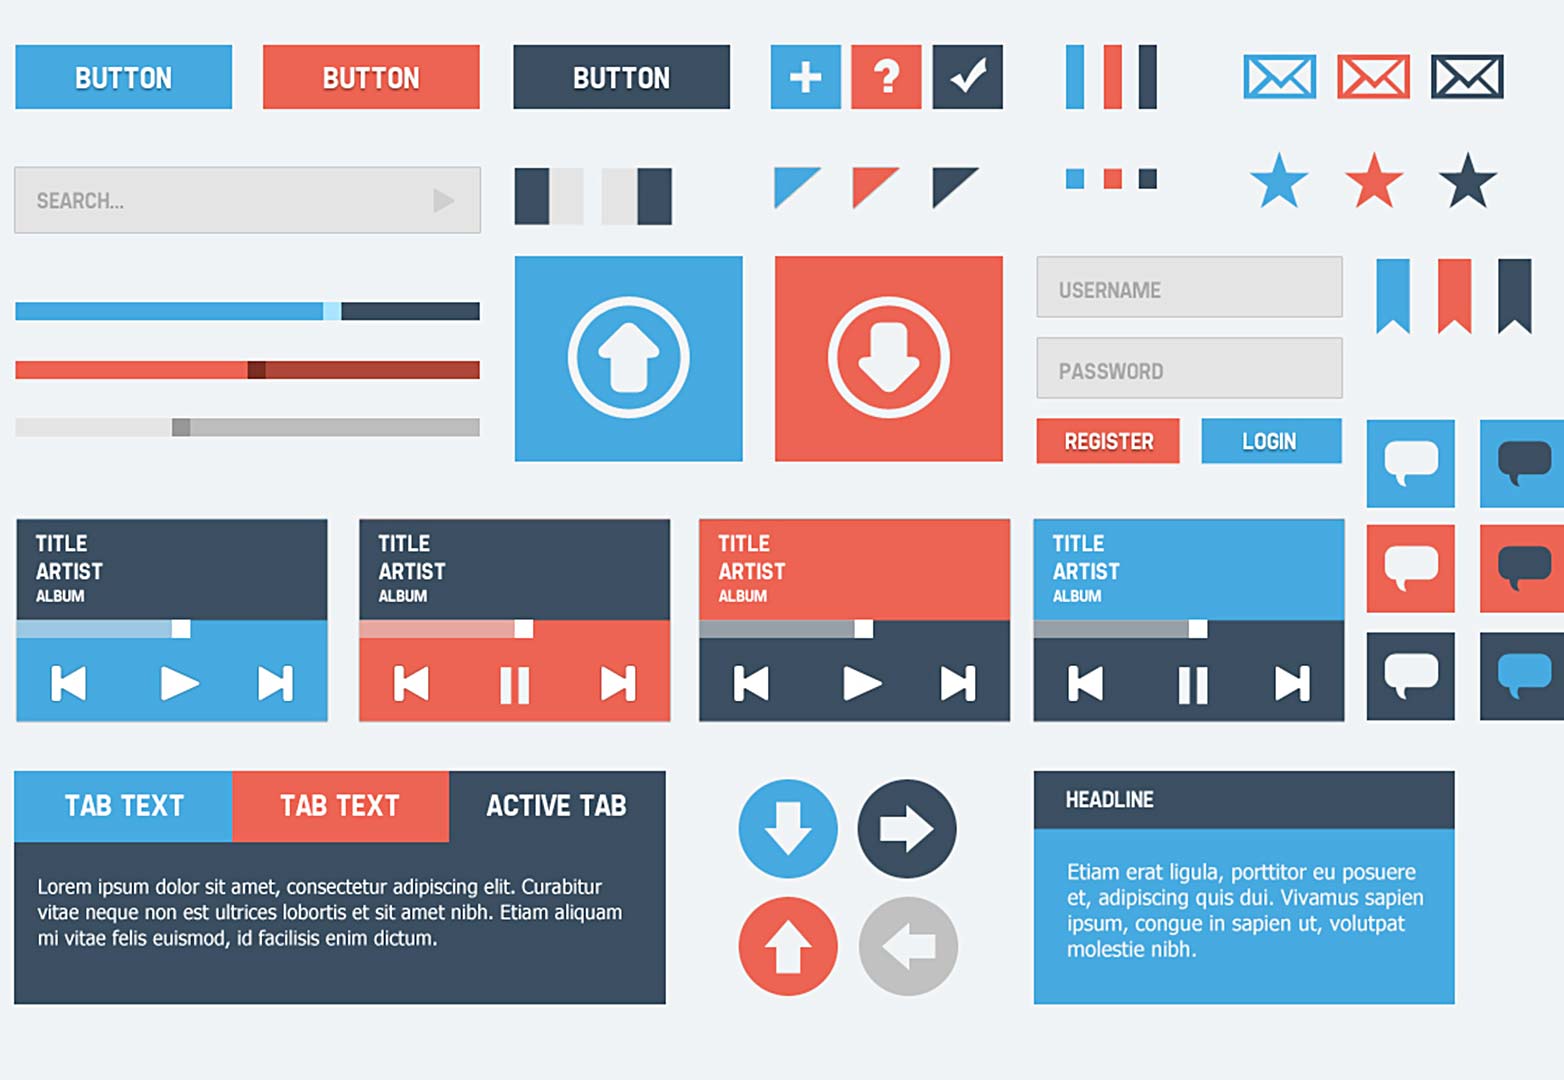 BUTTON
BUTTON
BUTTON
?
SEARCH...
USERNAME
PASSWORD
REGISTER
LOGIN
TITLE
ARTIST
ALBUM
TITLE
ARTIST
ALBUM
TITLE
ARTIST
ALBUM
TITLE
ARTIST
ALBUM
TAB TEXT
TAB TEXT
ACTIVE TAB
Lorem ipsum dolor sit amet, consectetur adipiscing elit. Curabitur
vitae neque non est ultrices lobortis et sit amet nibh. Etiam aliquam
mi vitae felis euismod, id facilisis enim dictum.
HEADLINE
Etiam erat ligula, porttitor eu posuere
et, adipiscing quis dui. Vivamus sapien
ipsum, congue in sapien ut, volutpat
molestie nibh.